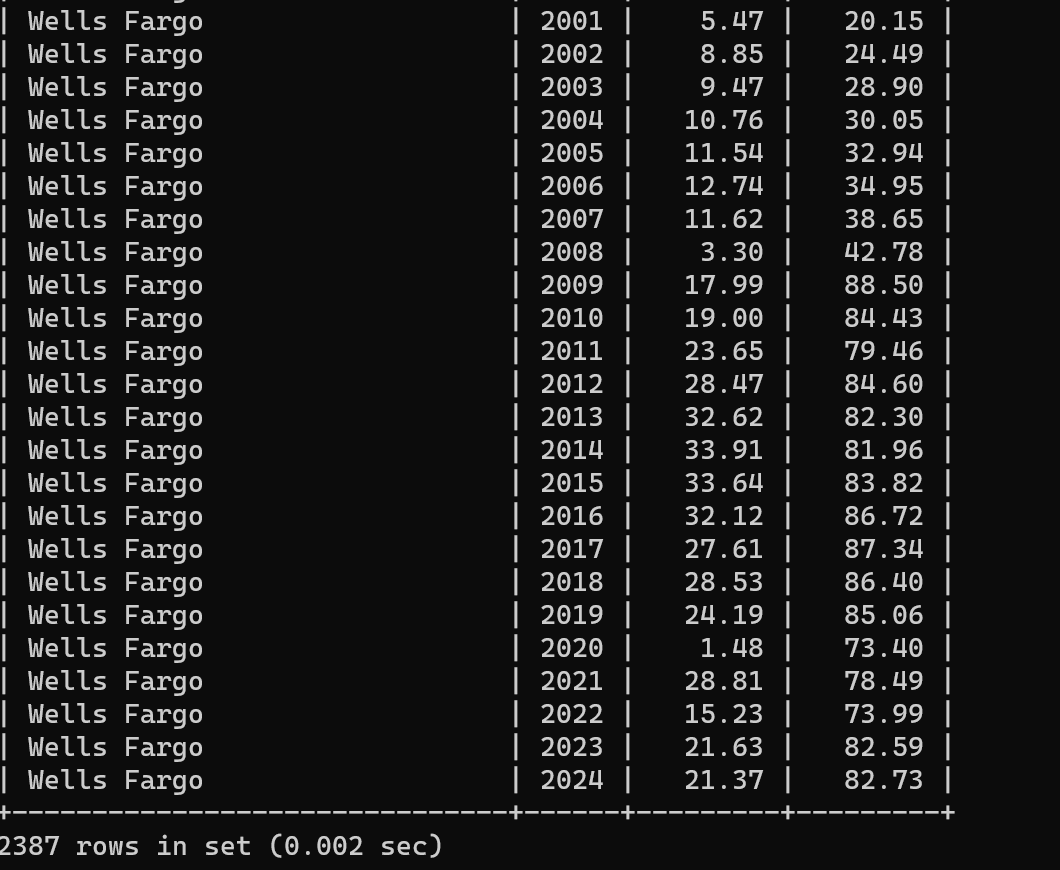 | Wells Fargo                   | 2001 |    5.47 |    20.15 |
| Wells Fargo                   | 2002 |    8.85 |    24.49 |
| Wells Fargo                   | 2003 |    9.47 |    28.90 |
| Wells Fargo                   | 2004 |   10.76 |    30.05 |
| Wells Fargo                   | 2005 |   11.54 |    32.94 |
| Wells Fargo                   | 2006 |   12.74 |    34.95 |
| Wells Fargo                   | 2007 |   11.62 |    38.65 |
| Wells Fargo                   | 2008 |    3.30 |    42.78 |
| Wells Fargo                   | 2009 |   17.99 |    88.50 |
| Wells Fargo                   | 2010 |   19.00 |    84.43 |
| Wells Fargo                   | 2011 |   23.65 |    79.46 |
| Wells Fargo                   | 2012 |   28.47 |    84.60 |
| Wells Fargo                   | 2013 |   32.62 |    82.30 |
| Wells Fargo                   | 2014 |   33.91 |    81.96 |
| Wells Fargo                   | 2015 |   33.64 |    83.82 |
| Wells Fargo                   | 2016 |   32.12 |    86.72 |
| Wells Fargo                   | 2017 |   27.61 |    87.34 |
| Wells Fargo                   | 2018 |   28.53 |    86.40 |
| Wells Fargo                   | 2019 |   24.19 |    85.06 |
| Wells Fargo                   | 2020 |    1.48 |    73.40 |
| Wells Fargo                   | 2021 |   28.81 |    78.49 |
| Wells Fargo                   | 2022 |   15.23 |    73.99 |
| Wells Fargo                   | 2023 |   21.63 |    82.59 |
| Wells Fargo                   | 2024 |   21.37 |    82.73 |
+-------------------------------+------+---------+---------+
2387 rows in set (0.002 sec)